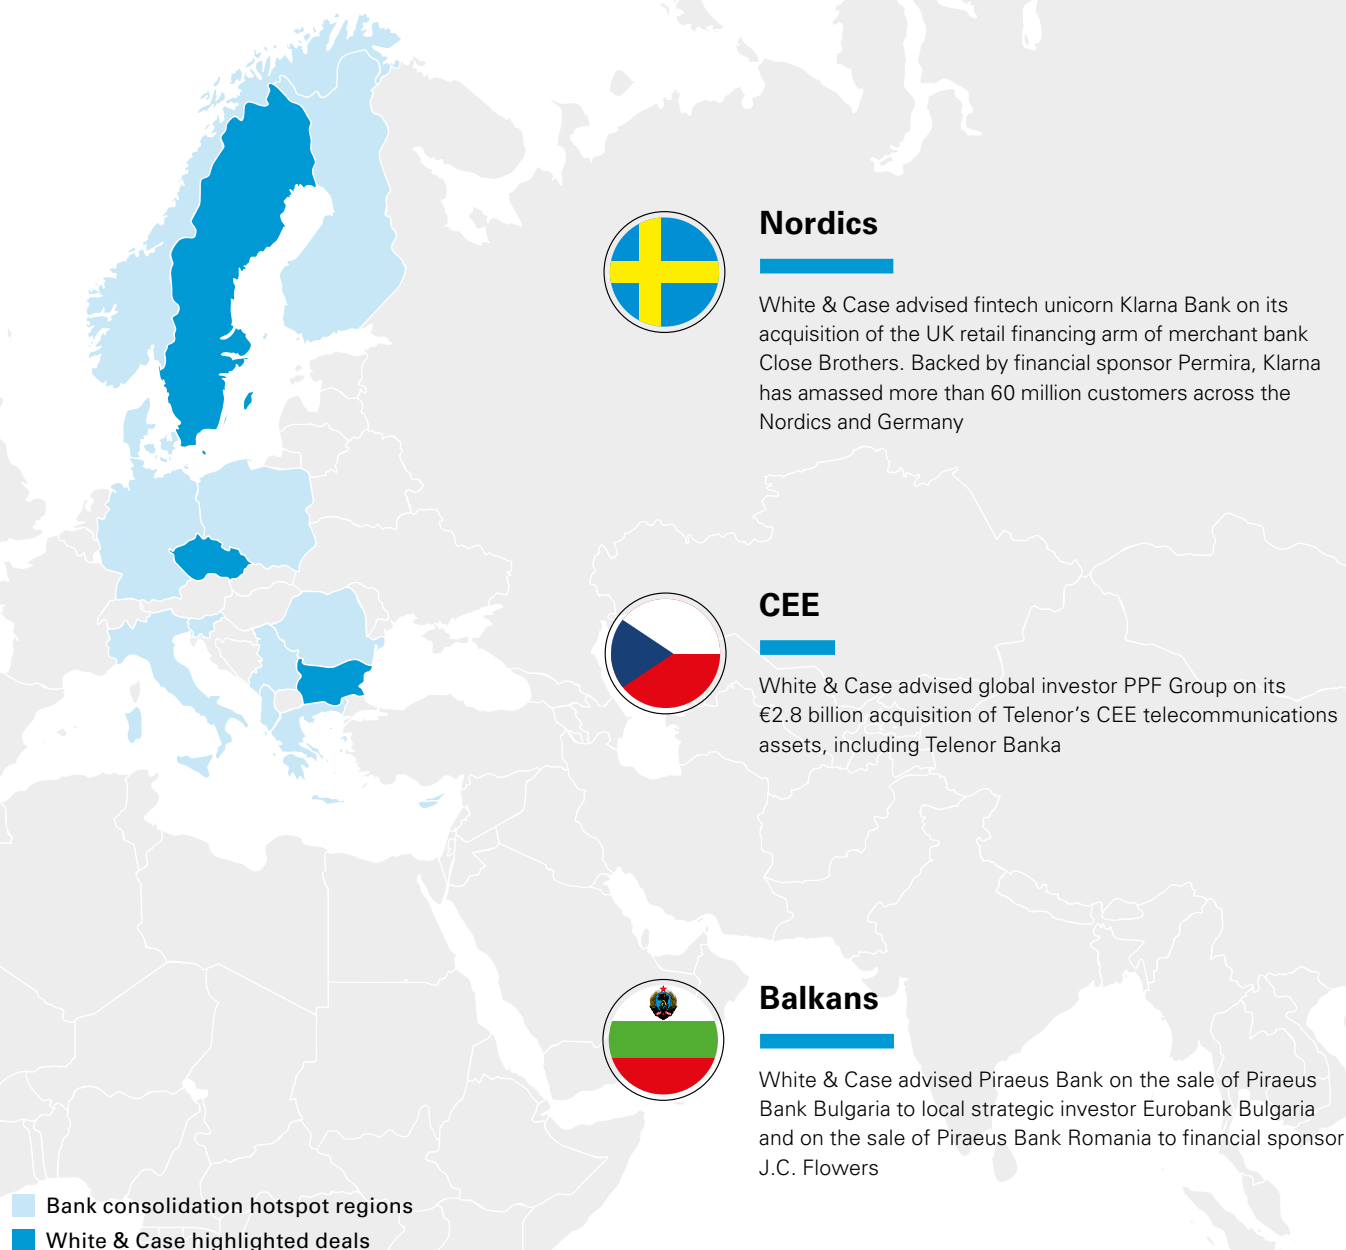 Nordics
White & Case advised fintech unicorn Klarna Bank on its
acquisition of the UK retail financing arm of merchant bank
Close Brothers. Backed by financial sponsor Permira, Klarna
has amassed more than 60 million customers across the
Nordics and Germany
CEE
White & Case advised global investor PPF Group on its
€2.8 billion acquisition of Telenor’s CEE telecommunications
assets, including Telenor Banka
Balkans
White & Case advised Piraeus Bank on the sale of Piraeus
Bank Bulgaria to local strategic investor Eurobank Bulgaria
and on the sale of Piraeus Bank Romania to financial sponsor
J.C. Flowers
Bank consolidation hotspot regions
White & Case highlighted deals